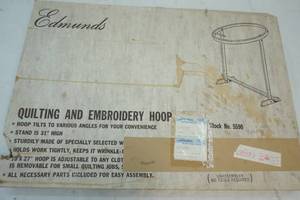 Edmunds
QUILTING AND EMBROIDERY HOOP
• HOOP TILTS TO VARIOUS ANGLES FOR YOUR CONVENIENCE
• STAND IS 31" HIGH
• STURDILY MADE OF SPECIALLY SELECTED W
HOLDS WORK TIGHTLY, KEEPS IT WRINKLE-
x 27" HOOP IS ADJUSTABLE TO ANY CLOT
IS REMOVABLE FOR SMALL QUILTING JOBS,
• ALL NECESSARY PARTS INCLUDED FOR EASY ASSEMBLY.
Stock No. 5590